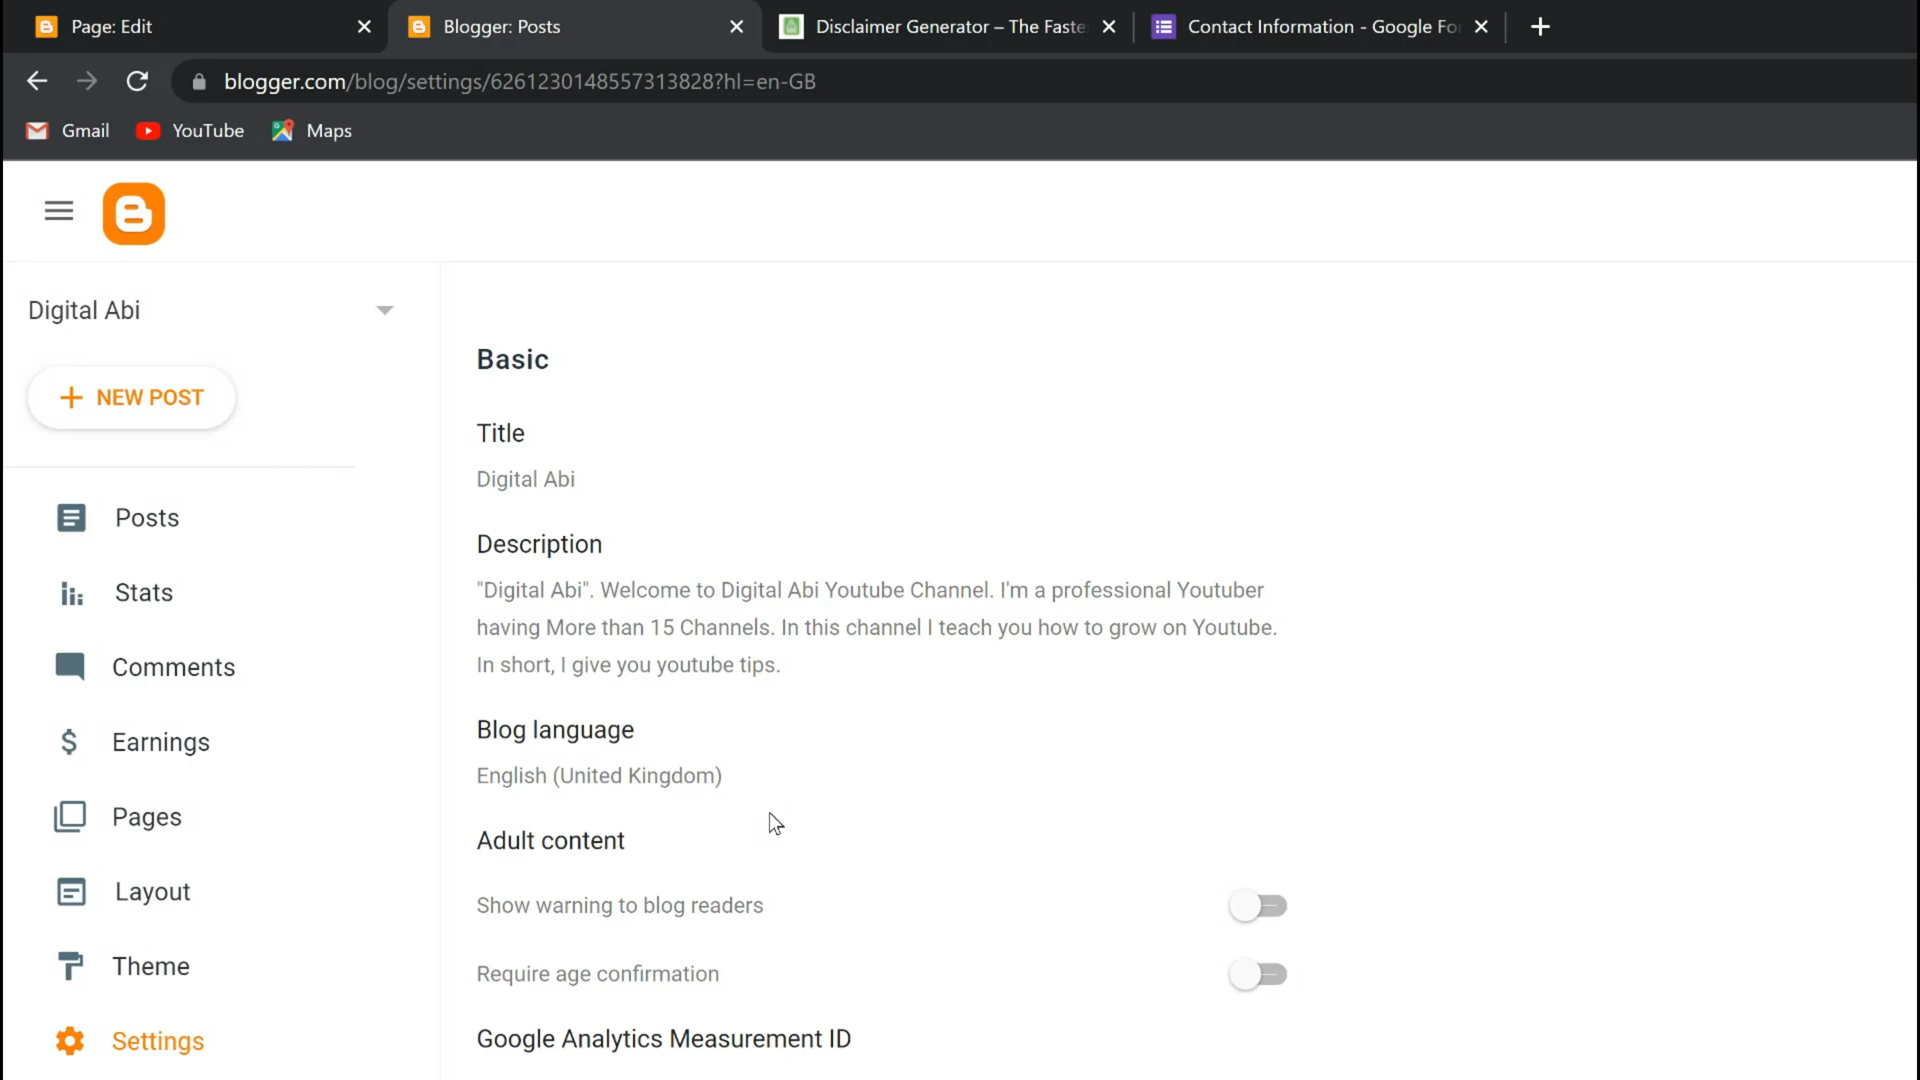 Page: Edit
Blogger: Posts
Disclaimer Generator – The Faste
Contact Information - Google Fo
blogger.com/blog/settings/6261230148557313828?hl=en-GB
Gmail
YouTube
Maps
Digital Abi
NEW POST
Posts
Stats
Comments
Earnings
Pages
Layout
Theme
Settings
Basic
Title
Digital Abi
Description
"Digital Abi". Welcome to Digital Abi Youtube Channel. I'm a professional Youtuber
having More than 15 Channels. In this channel I teach you how to grow on Youtube.
In short, I give you youtube tips.
Blog language
English (United Kingdom)
Adult content
Show warning to blog readers
Require age confirmation
Google Analytics Measurement ID